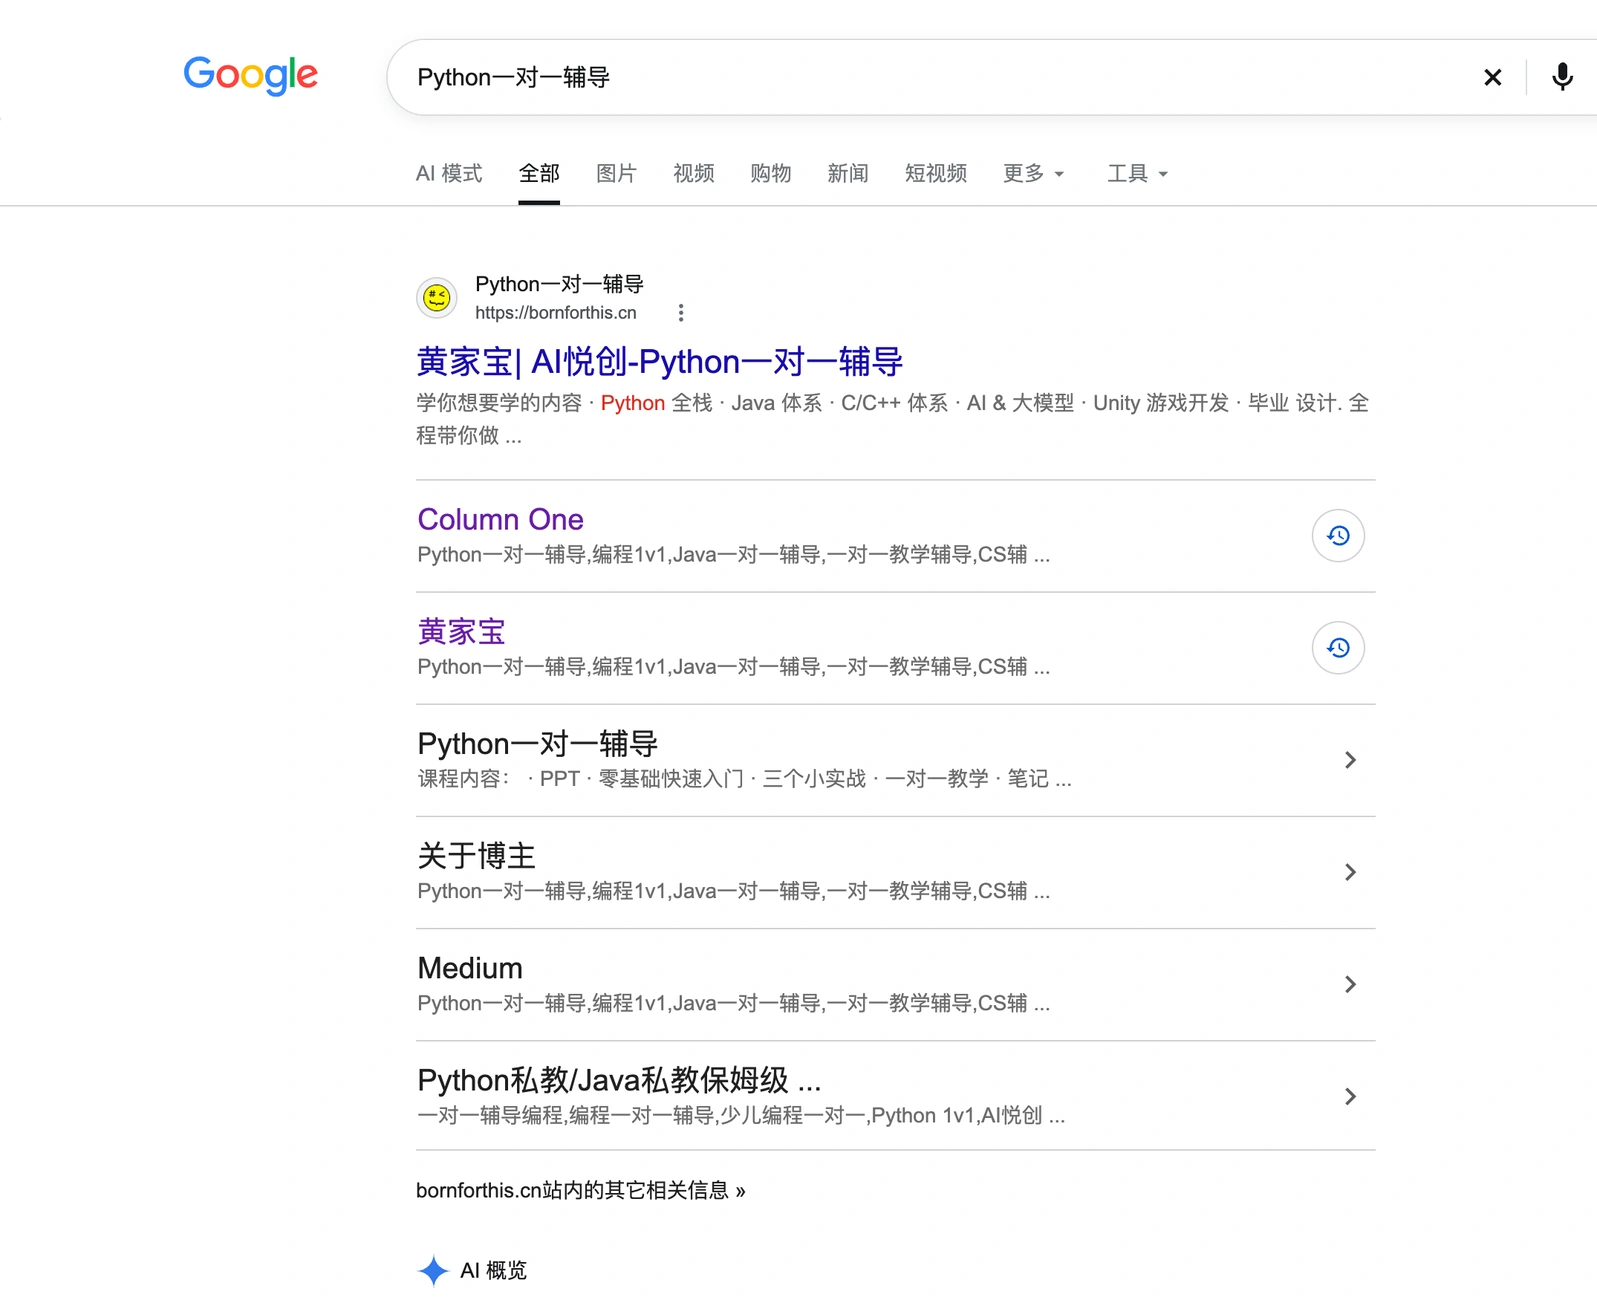 Google
Python一对一辅导
AI 模式 全部 图片 视频 购物 新闻 短视频 更多 工具
Python一对一辅导
https://bornforthis.cn
黄家宝| AI悦创-Python一对一辅导
学你想要学的内容 · Python 全栈 · Java 体系 · C/C++ 体系 · AI & 大模型 · Unity 游戏开发 · 毕业 设计. 全
程带你做 ...
Column One
Python一对一辅导,编程1v1,Java一对一辅导,一对一教学辅导,CS辅 ...
黄家宝
Python一对一辅导,编程1v1,Java一对一辅导,一对一教学辅导,CS辅 ...
Python一对一辅导
课程内容： · PPT · 零基础快速入门 · 三个小实战 · 一对一教学 · 笔记 ...
关于博主
Python一对一辅导,编程1v1,Java一对一辅导,一对一教学辅导,CS辅 ...
Medium
Python一对一辅导,编程1v1,Java一对一辅导,一对一教学辅导,CS辅 ...
Python私教/Java私教保姆级 ...
一对一辅导编程,编程一对一辅导,少儿编程一对一,Python 1v1,AI悦创 ...
bornforthis.cn站内的其它相关信息 »
AI 概览